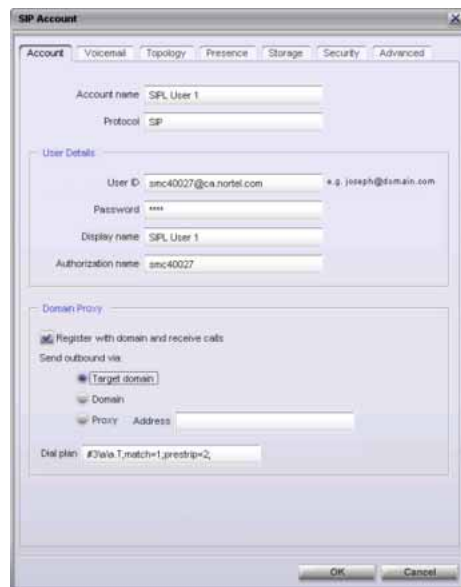 SIP Account
Account Voicemail Topology Presence Storage Security Advanced
Account name SIPL User 1
Protocol SIP
User Details
User ID smc40027@ca.nortel.com e.g. joseph@domain.com
Password ****
Display name SIPL User 1
Authorization name smc40027
Domain Proxy
Register with domain and receive calls
Send outbound via:
Target domain
Domain
Proxy Address
Dial plan #3\a\a.T;match=1;prestrip=2;
OK Cancel